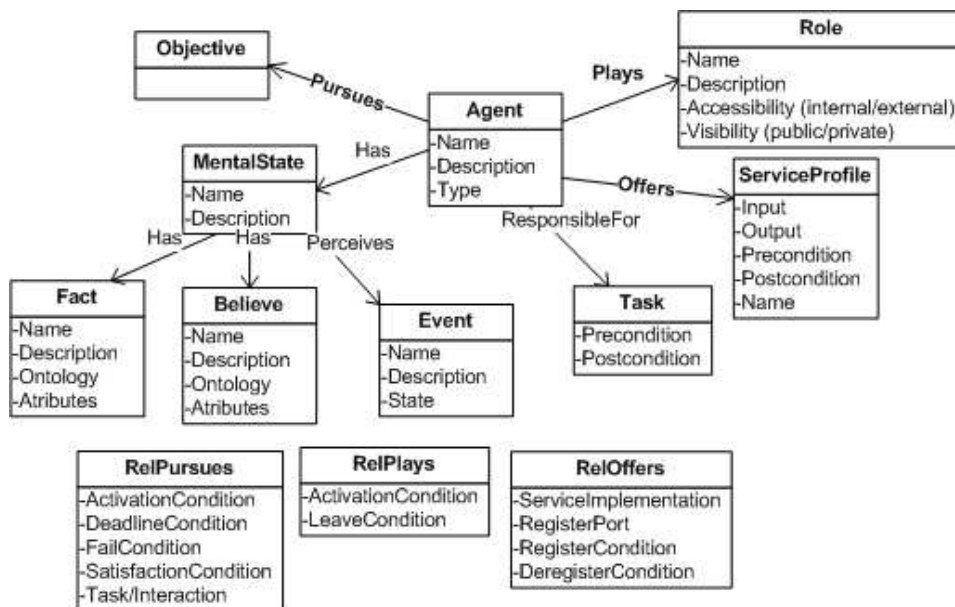 Objective
Pursues
Plays
Role
-Name
-Description
-Accessibility (internal/external)
-Visibility (public/private)
Agent
-Name
-Description
-Type
Has
MentalState
-Name
-Description
Offers
ServiceProfile
-Input
-Output
-Precondition
-Postcondition
-Name
ResponsibleFor
Has
Has
Perceives
Fact
-Name
-Description
-Ontology
-Atributes
Believe
-Name
-Description
-Ontology
-Atributes
Event
-Name
-Description
-State
Task
-Precondition
-Postcondition
RelPursues
-ActivationCondition
-DeadlineCondition
-FailCondition
-SatisfactionCondition
-Task/Interaction
RelPlays
-ActivationCondition
-LeaveCondition
RelOffers
-ServiceImplementation
-RegisterPort
-RegisterCondition
-DeregisterCondition